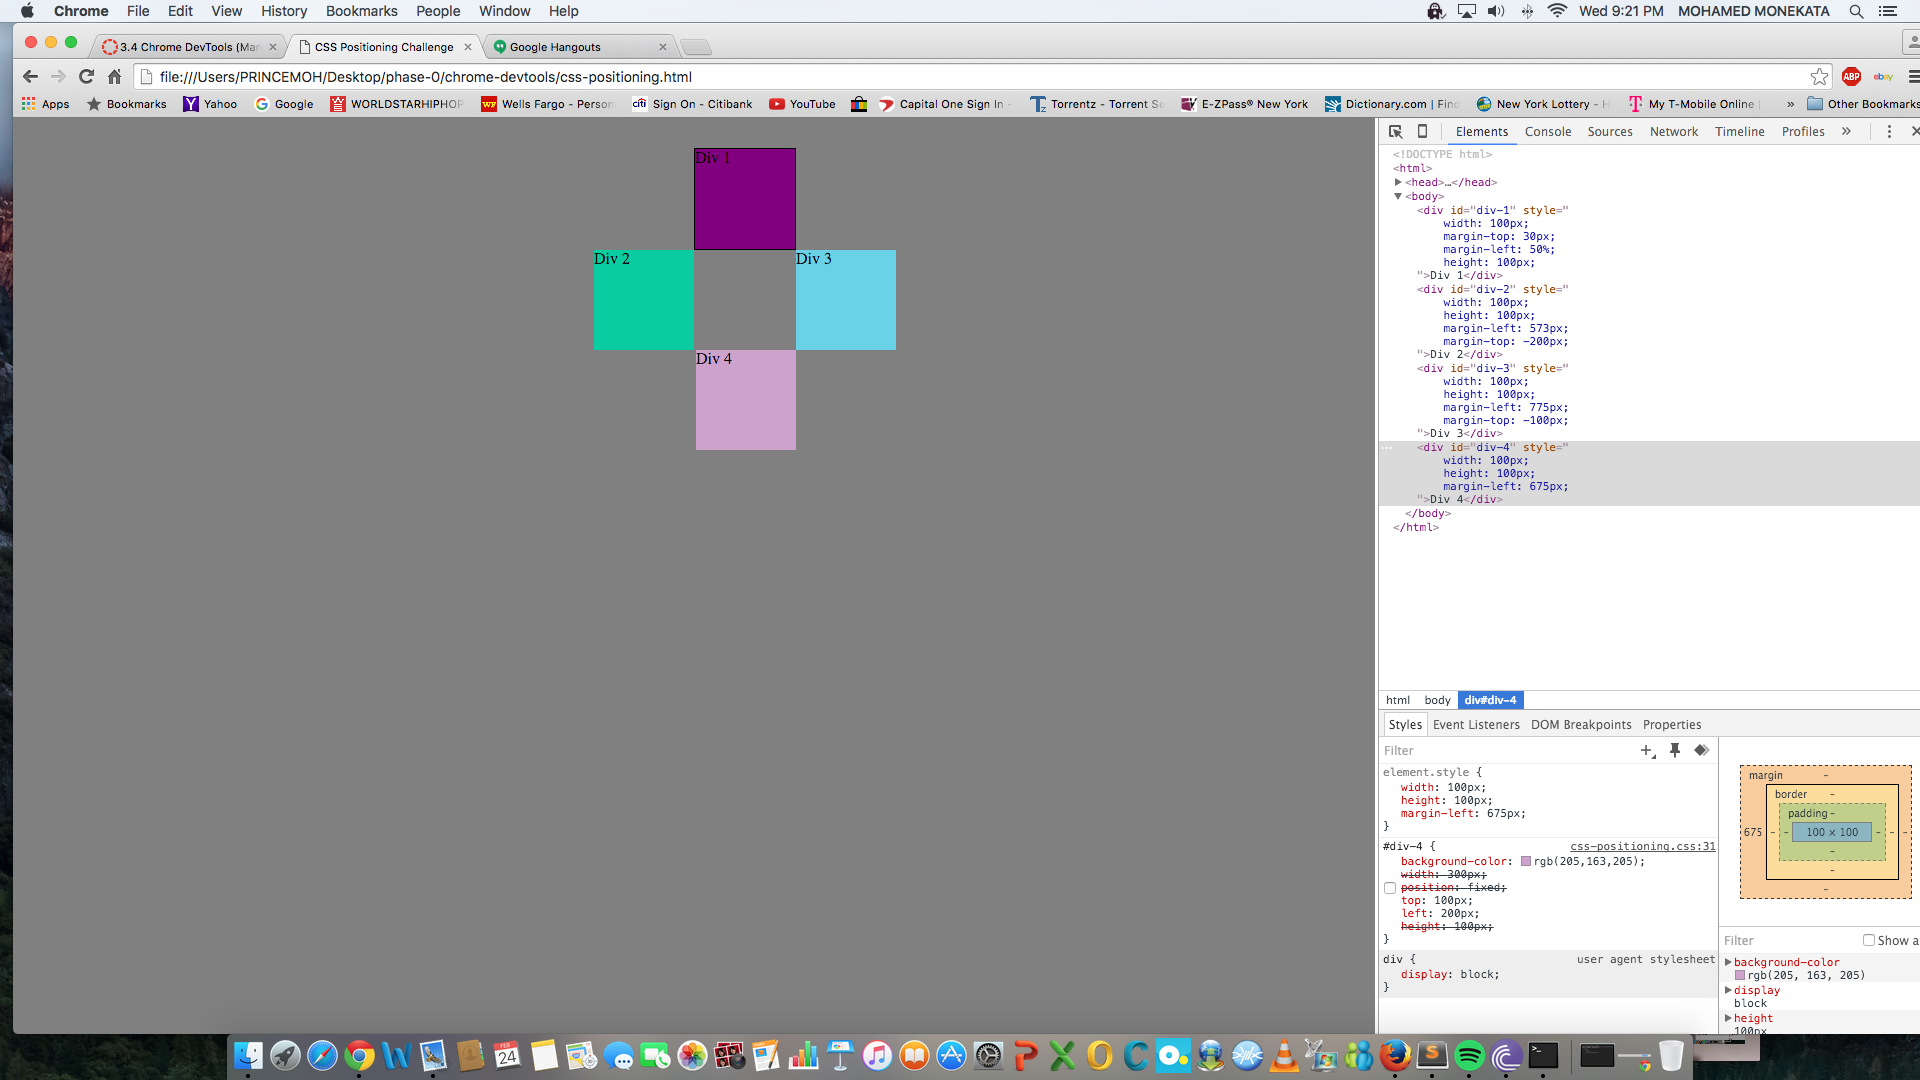 Chrome File Edit View History Bookmarks People Window Help Wed 9:21 PM MOHAMED MONEKATA
3.4 Chrome DevTools (Man CSS Positioning Challenge Google Hangouts
file:///Users/PRINCEMOH/Desktop/phase-0/chrome-devtools/css-positioning.html ABP ebay
Apps Bookmarks Yahoo Google WORLDSTARHIPHOP Wells Fargo - Person citi Sign On - Citibank YouTube Capital One Sign In - Torrentz - Torrent Se E-ZPass® New York Dictionary.com | Find New York Lottery - H My T-Mobile Online | » Other Bookmarks
Elements Console Sources Network Timeline Profiles »
Div 1
Div 2
Div 3
Div 4
<!DOCTYPE html>
<html>
<head>…</head>
<body>
<div id="div-1" style="
width: 100px;
margin-top: 30px;
margin-left: 50%;
height: 100px;
">Div 1</div>
<div id="div-2" style="
width: 100px;
height: 100px;
margin-left: 573px;
margin-top: -200px;
">Div 2</div>
<div id="div-3" style="
width: 100px;
height: 100px;
margin-left: 775px;
margin-top: -100px;
">Div 3</div>
<div id="div-4" style="
width: 100px;
height: 100px;
margin-left: 675px;
">Div 4</div>
</body>
</html>
html body div#div-4
Styles Event Listeners DOM Breakpoints Properties
Filter
element.style {
width: 100px;
height: 100px;
margin-left: 675px;
}
#div-4 { css-positioning.css:31
background-color: rgb(205,163,205);
width: 300px;
position: fixed;
top: 100px;
left: 200px;
height: 100px;
}
div { user agent stylesheet
display: block;
}
margin -
border -
padding -
675 - - 100 × 100 - - -
-
-
-
Filter Show a
background-color
rgb(205, 163, 205)
display
block
height
100px
FEB
24